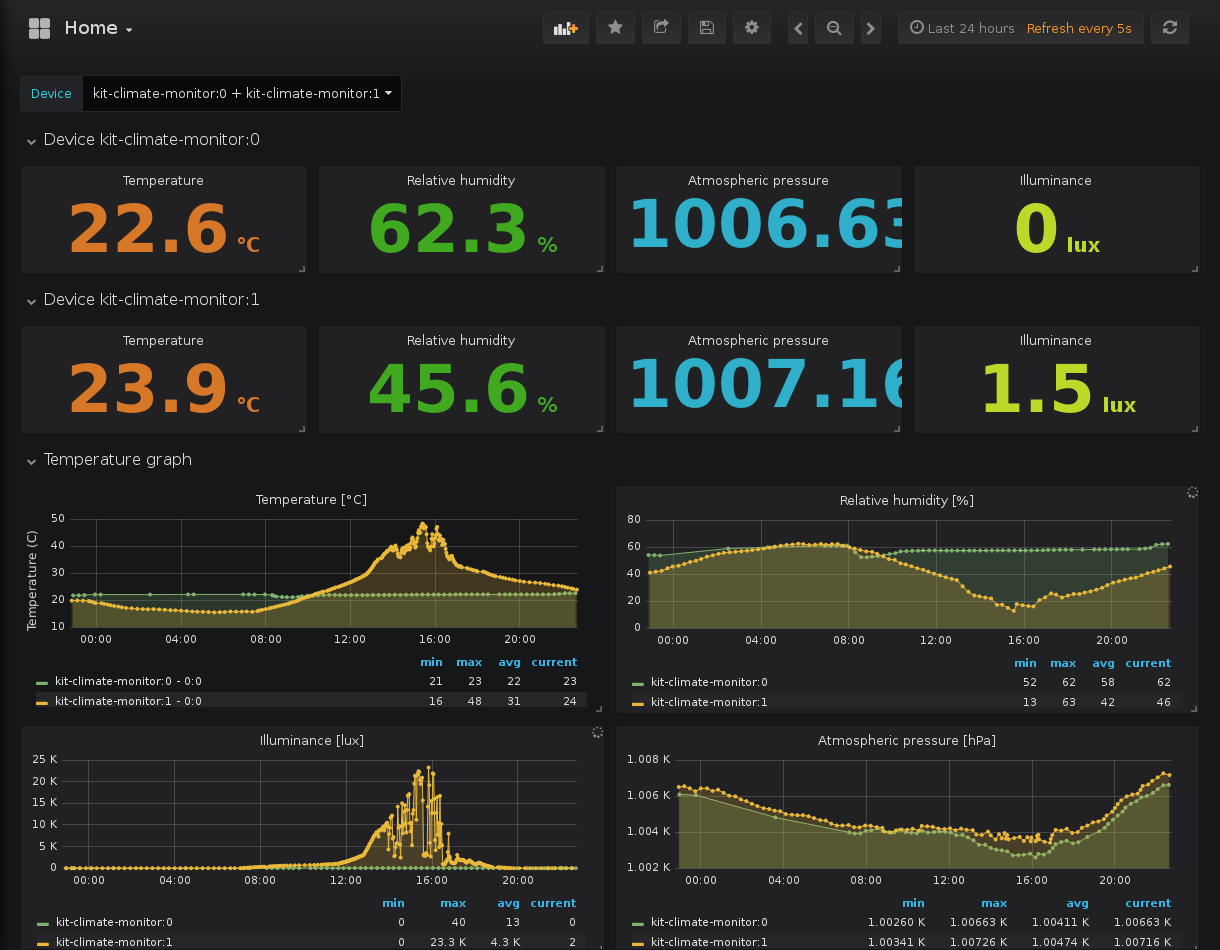 Home
Last 24 hours Refresh every 5s
Device kit-climate-monitor:0 + kit-climate-monitor:1
Device kit-climate-monitor:0
Temperature Relative humidity Atmospheric pressure Illuminance
22.6 °C 62.3 % 1006.63 0 lux
Device kit-climate-monitor:1
Temperature Relative humidity Atmospheric pressure Illuminance
23.9 °C 45.6 % 1007.16 1.5 lux
Temperature graph
Temperature [°C]
Temperature (C)
50
40
30
20
10
00:00 04:00 08:00 12:00 16:00 20:00
min max avg current
kit-climate-monitor:0 - 0:0 21 23 22 23
kit-climate-monitor:1 - 0:0 16 48 31 24
Relative humidity [%]
80
60
40
20
0
00:00 04:00 08:00 12:00 16:00 20:00
min max avg current
kit-climate-monitor:0 52 62 58 62
kit-climate-monitor:1 13 63 42 46
Illuminance [lux]
25 K
20 K
15 K
10 K
5 K
0
00:00 04:00 08:00 12:00 16:00 20:00
min max avg current
kit-climate-monitor:0 0 40 13 0
kit-climate-monitor:1 0 23.3 K 4.3 K 2
Atmospheric pressure [hPa]
1.008 K
1.006 K
1.004 K
1.002 K
00:00 04:00 08:00 12:00 16:00 20:00
min max avg current
kit-climate-monitor:0 1.00260 K 1.00663 K 1.00411 K 1.00663 K
kit-climate-monitor:1 1.00341 K 1.00726 K 1.00474 K 1.00716 K